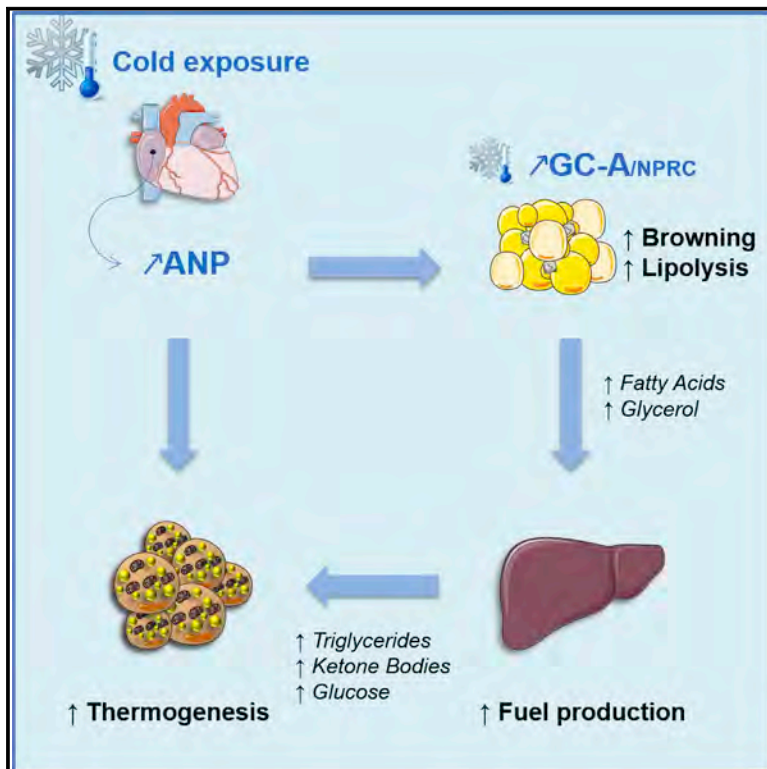 Cold exposure
↗ANP
↗GC-A/NPRC
↑ Browning
↑ Lipolysis
↑ Fatty Acids
↑ Glycerol
↑ Triglycerides
↑ Ketone Bodies
↑ Glucose
↑ Thermogenesis
↑ Fuel production